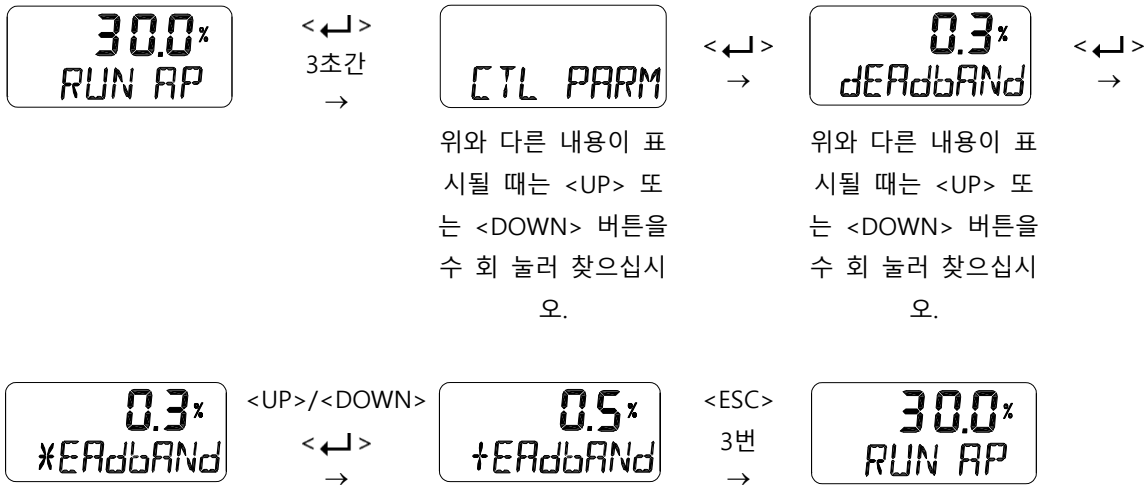 30.0%
RUN AP
<↵>
3초간
→
CTL PARM
위와 다른 내용이 표
시될 때는 <UP> 또
는 <DOWN> 버튼을
수 회 눌러 찾으십시
오.
<↵>
→
0.3%
dEAdbANd
위와 다른 내용이 표
시될 때는 <UP> 또
는 <DOWN> 버튼을
수 회 눌러 찾으십시
오.
<↵>
→
0.3%
*EAdbANd
<UP>/<DOWN>
<↵>
→
0.5%
+EAdbANd
<ESC>
3번
→
30.0%
RUN AP